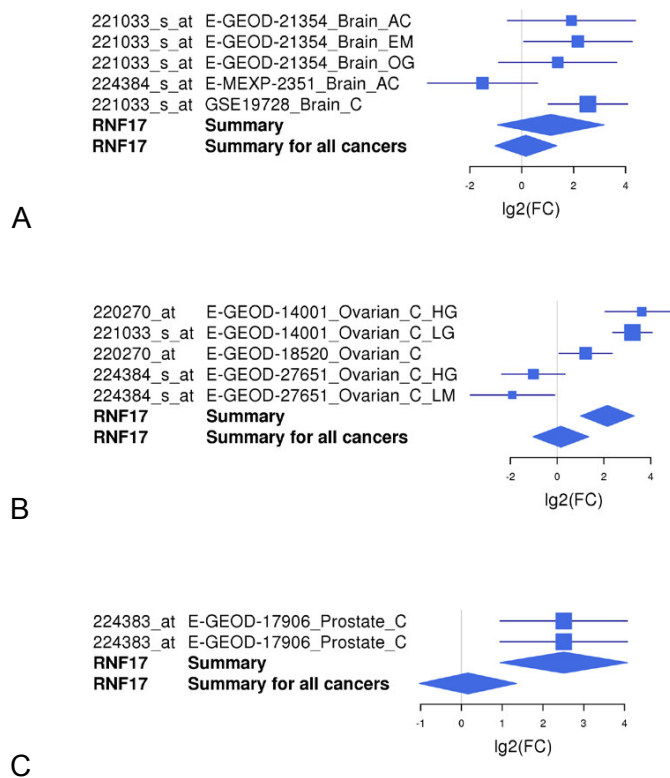 221033_s_at E-GEOD-21354_Brain_AC
221033_s_at E-GEOD-21354_Brain_EM
221033_s_at E-GEOD-21354_Brain_OG
224384_s_at E-MEXP-2351_Brain_AC
221033_s_at GSE19728_Brain_C
RNF17 Summary
RNF17 Summary for all cancers
-2 0 2 4
lg2(FC)
A
220270_at E-GEOD-14001_Ovarian_C_HG
221033_s_at E-GEOD-14001_Ovarian_C_LG
220270_at E-GEOD-18520_Ovarian_C
224384_s_at E-GEOD-27651_Ovarian_C_HG
224384_s_at E-GEOD-27651_Ovarian_C_LM
RNF17 Summary
RNF17 Summary for all cancers
-2 0 2 4
lg2(FC)
B
224383_at E-GEOD-17906_Prostate_C
224383_at E-GEOD-17906_Prostate_C
RNF17 Summary
RNF17 Summary for all cancers
-1 0 1 2 3 4
lg2(FC)
C